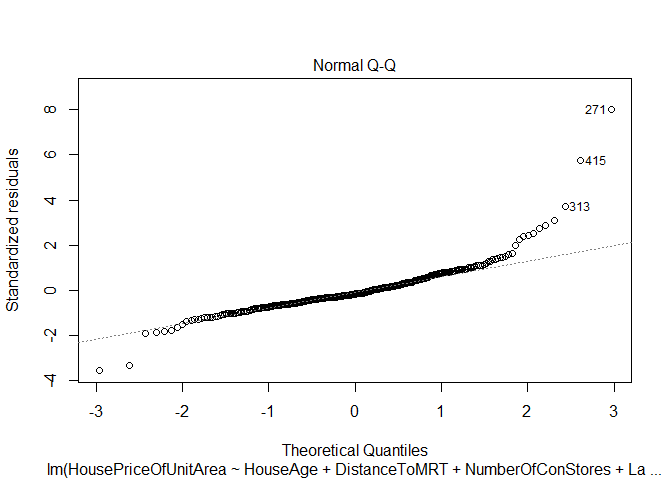 Normal Q-Q
Standardized residuals
8
6
4
2
0
-2
-4
271
415
313
-3 -2 -1 0 1 2 3
Theoretical Quantiles
lm(HousePriceOfUnitArea ~ HouseAge + DistanceToMRT + NumberOfConStores + La ...